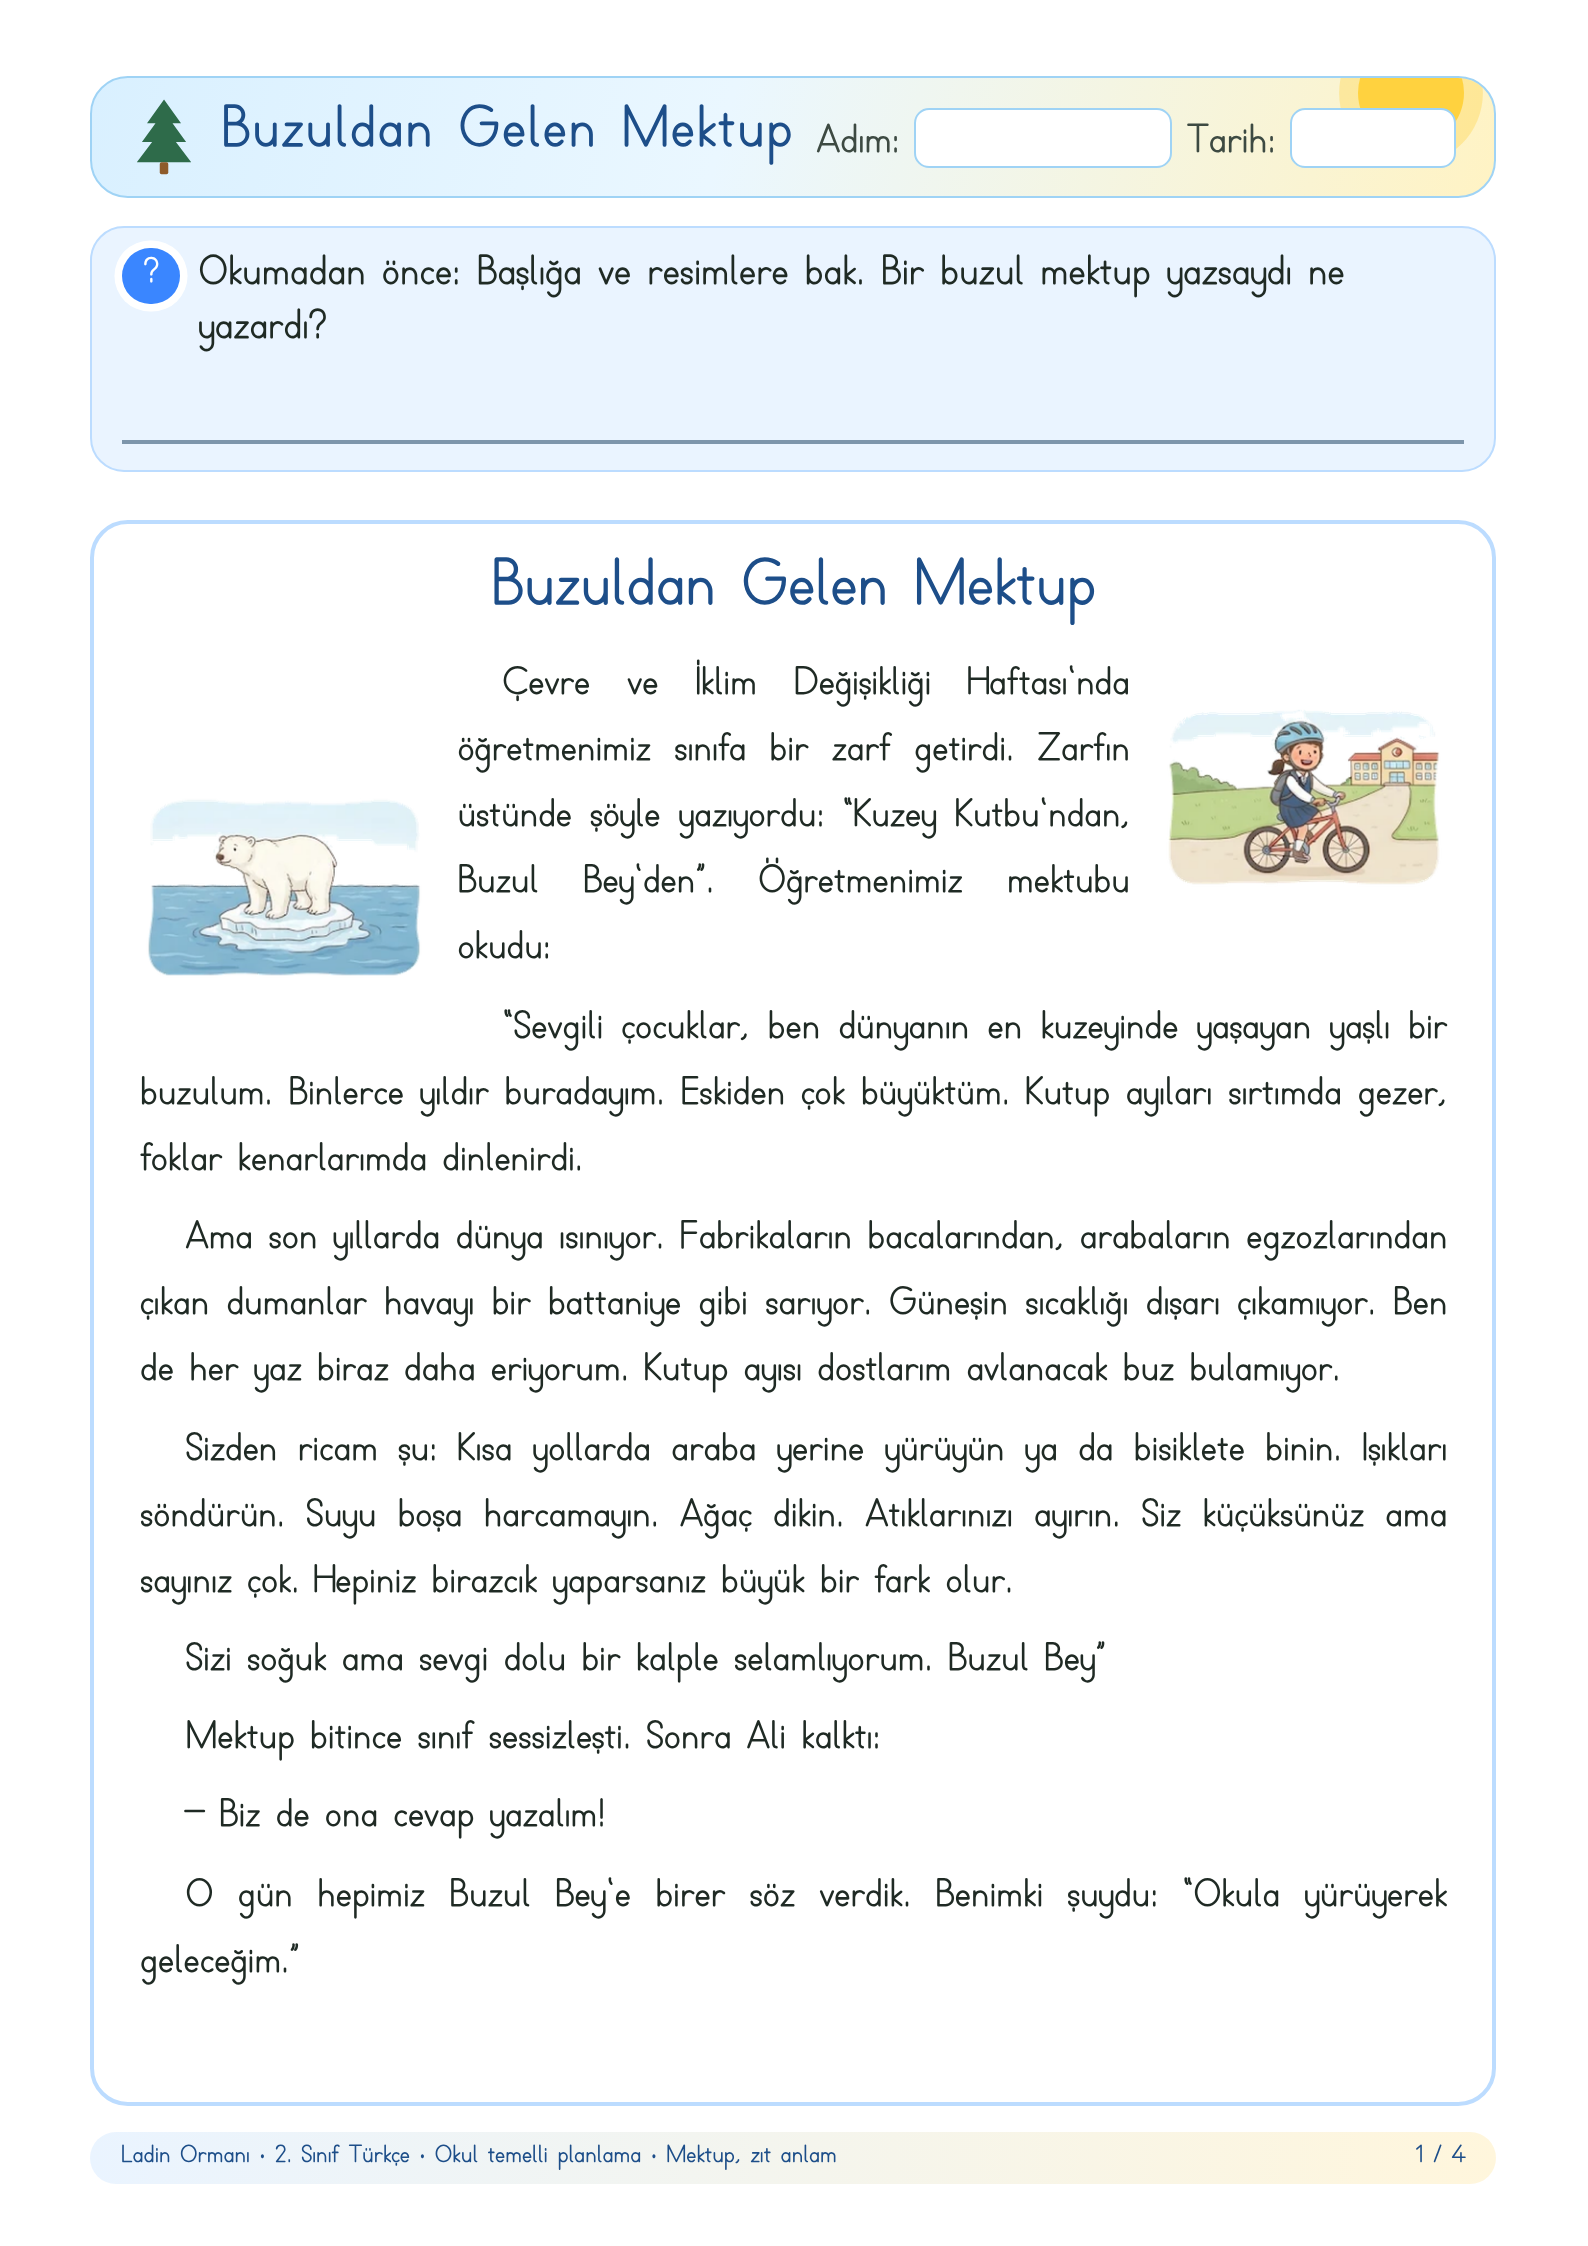 Buzuldan Gelen Mektup Adım: Tarih:
? Okumadan önce: Başlığa ve resimlere bak. Bir buzul mektup yazsaydı ne
yazardı?
Buzuldan Gelen Mektup
Çevre ve İklim Değişikliği Haftası‘nda
öğretmenimiz sınıfa bir zarf getirdi. Zarfın
üstünde şöyle yazıyordu: “Kuzey Kutbu‘ndan,
Buzul Bey‘den”. Öğretmenimiz mektubu
okudu:
“Sevgili çocuklar, ben dünyanın en kuzeyinde yaşayan yaşlı bir
buzulum. Binlerce yıldır buradayım. Eskiden çok büyüktüm. Kutup ayıları sırtımda gezer,
foklar kenarlarımda dinlenirdi.
Ama son yıllarda dünya ısınıyor. Fabrikaların bacalarından, arabaların egzozlarından
çıkan dumanlar havayı bir battaniye gibi sarıyor. Güneşin sıcaklığı dışarı çıkamıyor. Ben
de her yaz biraz daha eriyorum. Kutup ayısı dostlarım avlanacak buz bulamıyor.
Sizden ricam şu: Kısa yollarda araba yerine yürüyün ya da bisiklete binin. Işıkları
söndürün. Suyu boşa harcamayın. Ağaç dikin. Atıklarınızı ayırın. Siz küçüksünüz ama
sayınız çok. Hepiniz birazcık yaparsanız büyük bir fark olur.
Sizi soğuk ama sevgi dolu bir kalple selamlıyorum. Buzul Bey”
Mektup bitince sınıf sessizleşti. Sonra Ali kalktı:
– Biz de ona cevap yazalım!
O gün hepimiz Buzul Bey‘e birer söz verdik. Benimki şuydu: “Okula yürüyerek
geleceğim.”
Ladin Ormanı • 2. Sınıf Türkçe • Okul temelli planlama • Mektup, zıt anlam 1 / 4